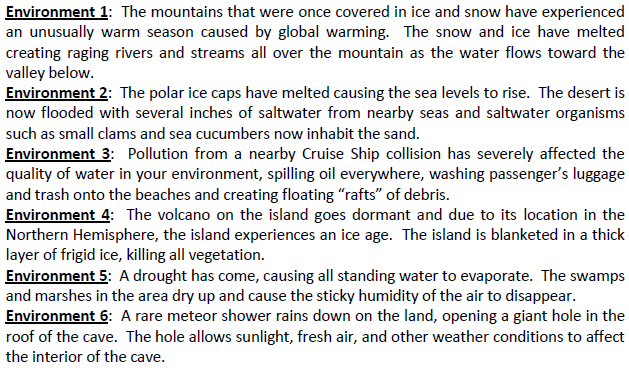 Environment 1:  The mountains that were once covered in ice and snow have experienced
an unusually warm season caused by global warming.  The snow and ice have melted
creating raging rivers and streams all over the mountain as the water flows toward the
valley below.
Environment 2:  The polar ice caps have melted causing the sea levels to rise.  The desert is
now flooded with several inches of saltwater from nearby seas and saltwater organisms
such as small clams and sea cucumbers now inhabit the sand.
Environment 3:  Pollution from a nearby Cruise Ship collision has severely affected the
quality of water in your environment, spilling oil everywhere, washing passenger's luggage
and trash onto the beaches and creating floating “rafts” of debris.
Environment 4:  The volcano on the island goes dormant and due to its location in the
Northern Hemisphere, the island experiences an ice age.  The island is blanketed in a thick
layer of frigid ice, killing all vegetation.
Environment 5:  A drought has come, causing all standing water to evaporate.  The swamps
and marshes in the area dry up and cause the sticky humidity of the air to disappear.
Environment 6:  A rare meteor shower rains down on the land, opening a giant hole in the
roof of the cave.  The hole allows sunlight, fresh air, and other weather conditions to affect
the interior of the cave.